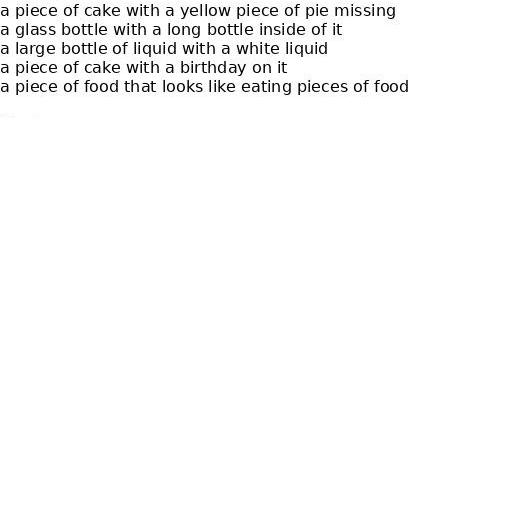 a piece of cake with a yellow piece of pie missing
a glass bottle with a long bottle inside of it
a large bottle of liquid with a white liquid
a piece of cake with a birthday on it
a piece of food that looks like eating pieces of food